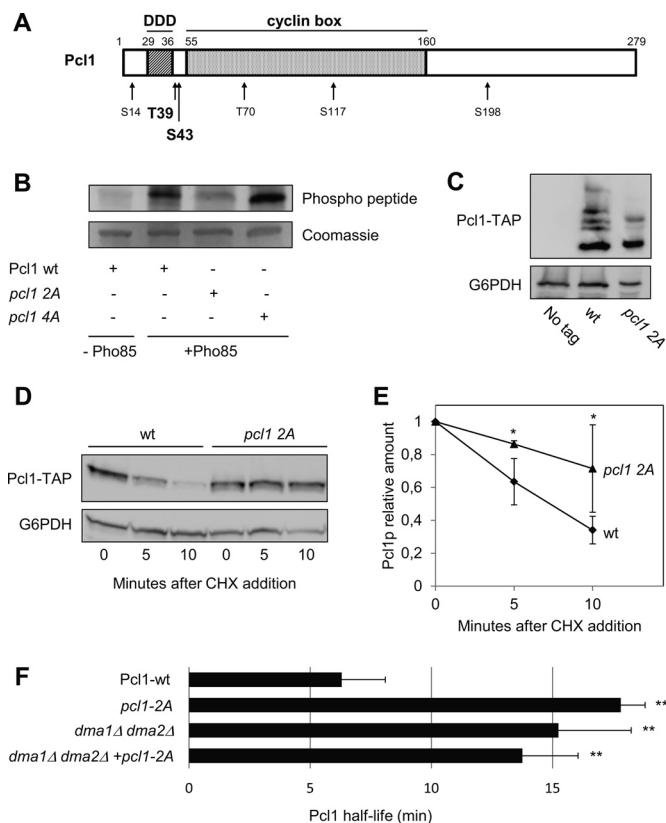 A
DDD
cyclin box
1 29 36 55 160 279
Pcl1
S14 T39 T70 S117 S198
S43
B
Phospho peptide
Coomassie
Pcl1 wt + + - -
pcl1 2A - - + -
pcl1 4A - - - +
- Pho85 +Pho85
C
Pcl1-TAP
G6PDH
No tag wt pcl1 2A
D
wt pcl1 2A
Pcl1-TAP
G6PDH
0 5 10 0 5 10
Minutes after CHX addition
E
Pcl1p relative amount
1
0,8
0,6
0,4
0,2
0
* *
pcl1 2A
wt
0 5 10
Minutes after CHX addition
F
Pcl1-wt
pcl1-2A **
dma1Δ dma2Δ **
dma1Δ dma2Δ +pcl1-2A **
0 5 10 15
Pcl1 half-life (min)